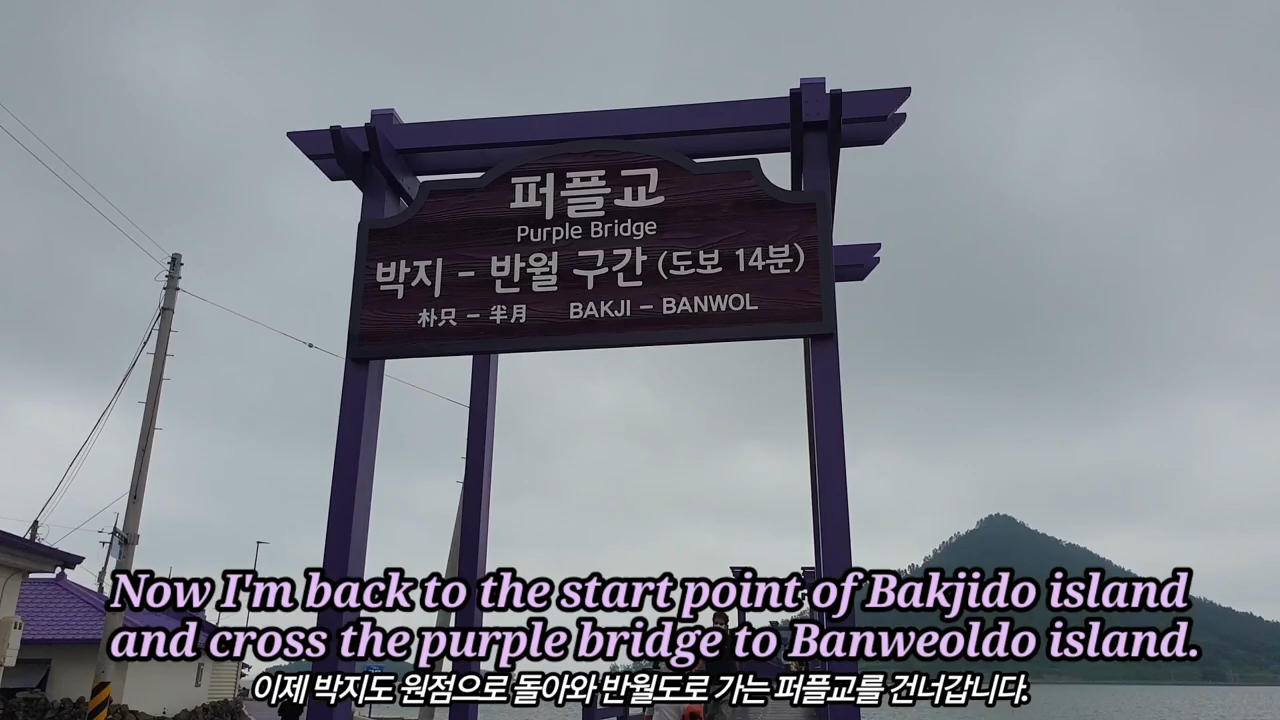 퍼플교
Purple Bridge
박지 - 반월 구간 (도보 14분)
朴只 - 半月 BAKJI - BANWOL
Now I'm back to the start point of Bakjido island
and cross the purple bridge to Banweoldo island.
이제 박지도 원점으로 돌아와 반월도로 가는 퍼플교를 건너갑니다.